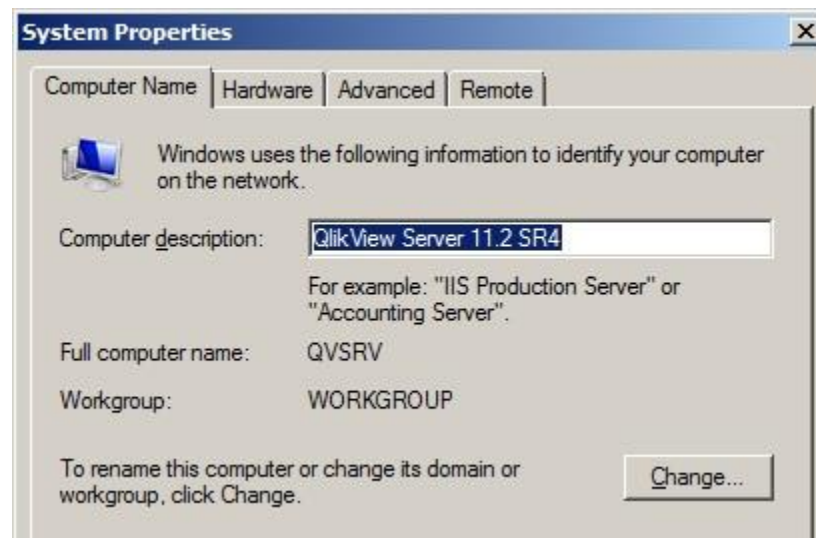 System Properties
Computer Name Hardware Advanced Remote
Windows uses the following information to identify your computer
on the network.
Computer description: QlikView Server 11.2 SR4
For example: "IIS Production Server" or
"Accounting Server".
Full computer name: QVSRV
Workgroup: WORKGROUP
To rename this computer or change its domain or
workgroup, click Change.
Change...